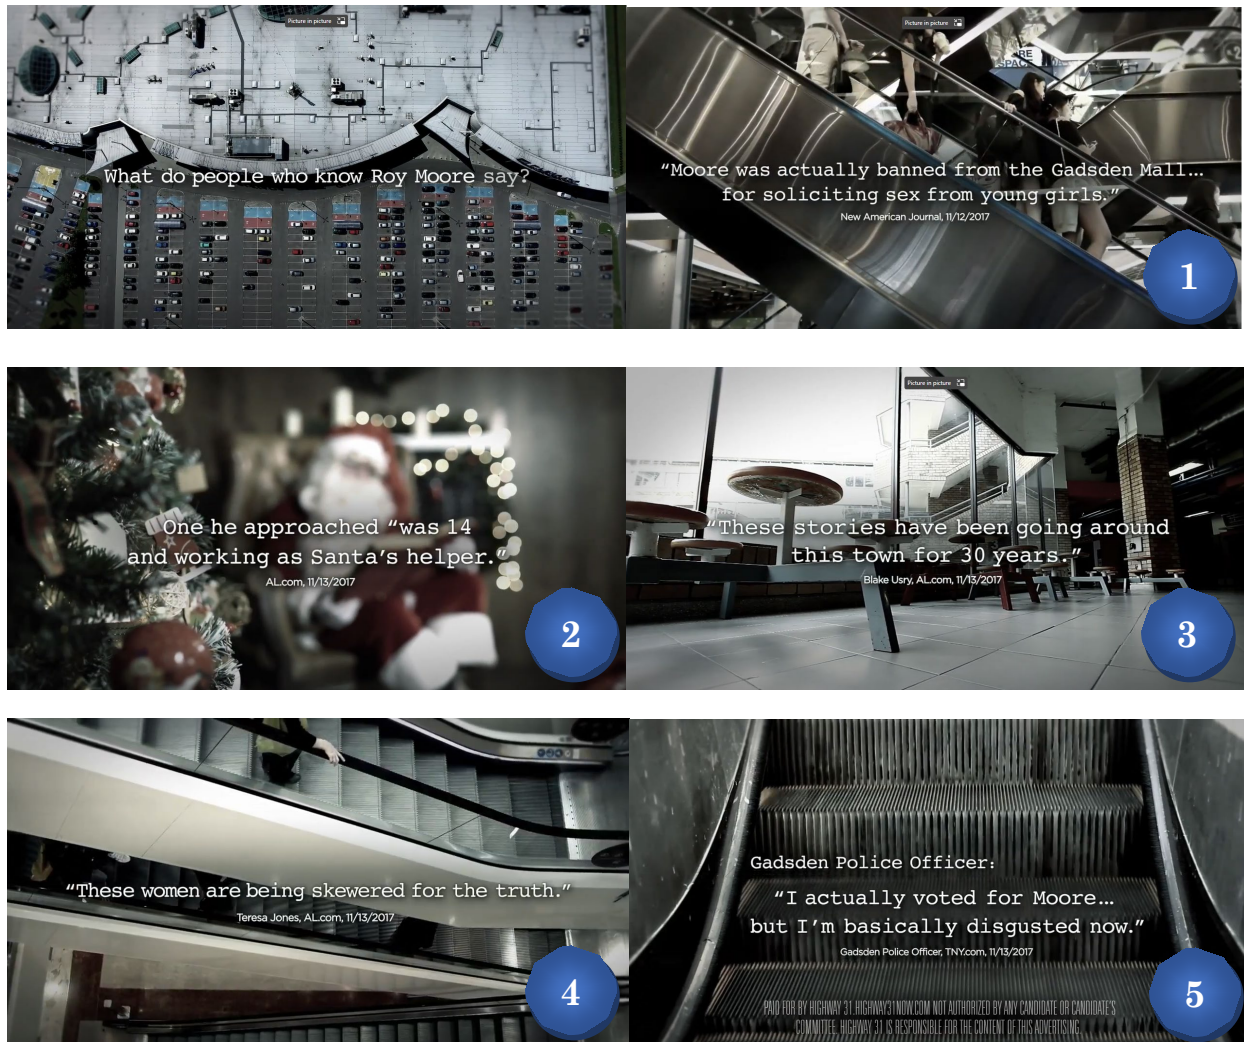 Picture in picture
What do people who know Roy Moore say?
Picture in picture
RE
SPACE
“Moore was actually banned from the Gadsden Mall...
for soliciting sex from young girls.”
New American Journal, 11/12/2017
1
One he approached “was 14
and working as Santa’s helper.”
AL.com, 11/13/2017
2
Picture in picture
“These stories have been going around
this town for 30 years.”
Blake Usry, AL.com, 11/13/2017
3
“These women are being skewered for the truth.”
Teresa Jones, AL.com, 11/13/2017
4
Gadsden Police Officer:
“I actually voted for Moore...
but I’m basically disgusted now.”
Gadsden Police Officer, TNY.com, 11/13/2017
PAID FOR BY HIGHWAY 31. HIGHWAY31NOW.COM NOT AUTHORIZED BY ANY CANDIDATE OR CANDIDATE'S
COMMITTEE. HIGHWAY 31 IS RESPONSIBLE FOR THE CONTENT OF THIS ADVERTISING.
5